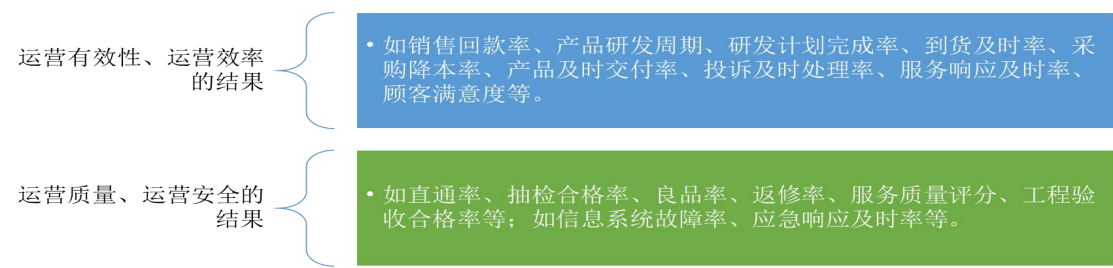 运营有效性、运营效率
的结果
• 如销售回款率、产品研发周期、研发计划完成率、到货及时率、采
购降本率、产品及时交付率、投诉及时处理率、服务响应及时率、
顾客满意度等。
运营质量、运营安全的
结果
• 如直通率、抽检合格率、良品率、返修率、服务质量评分、工程验
收合格率等；如信息系统故障率、应急响应及时率等。